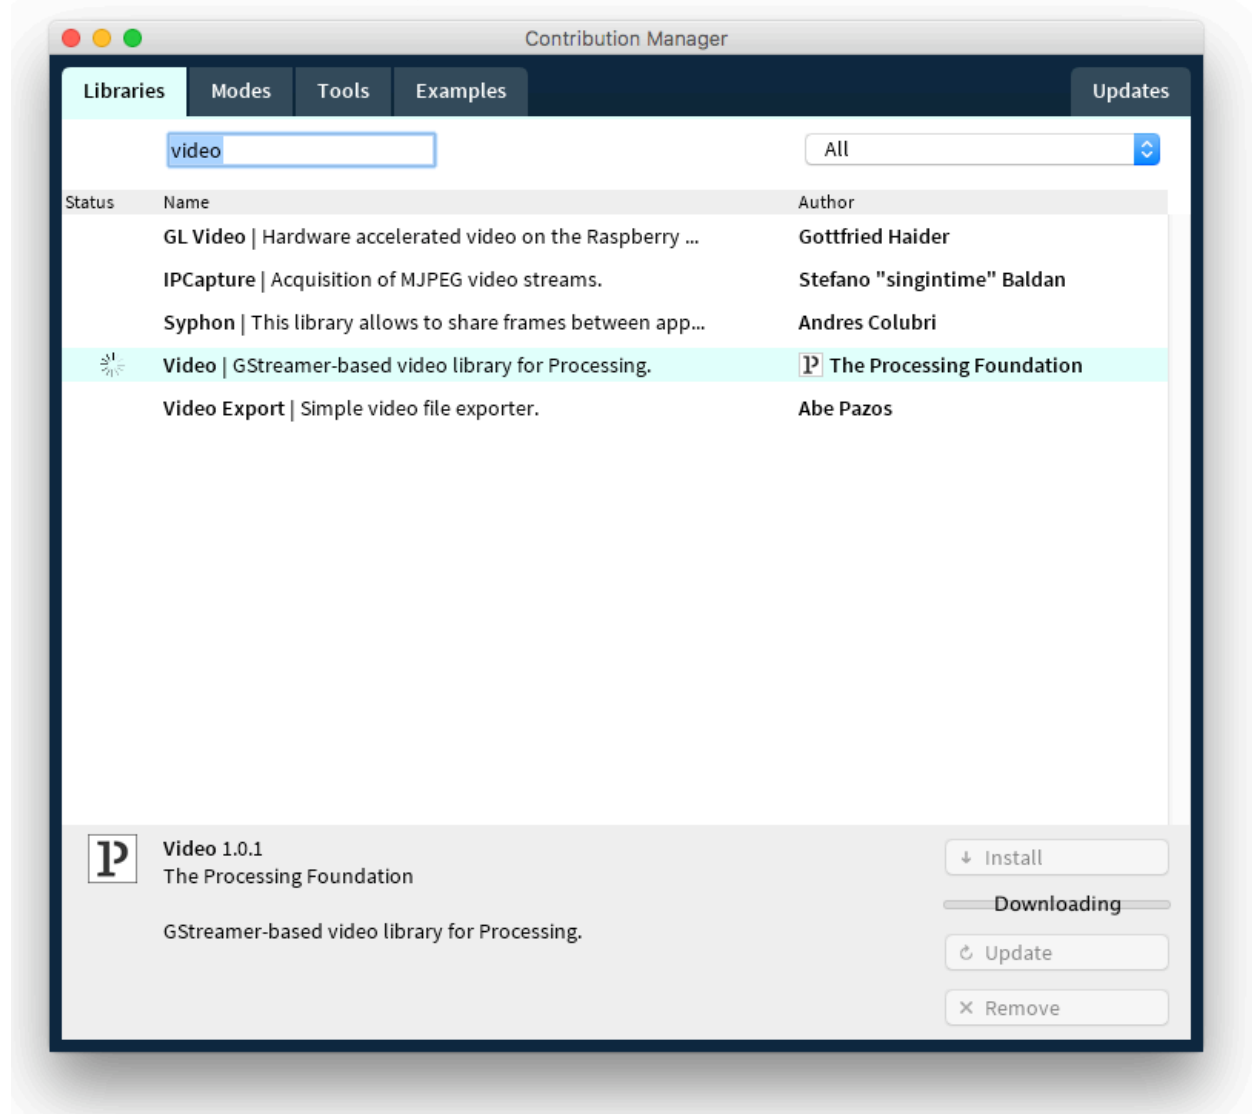 Contribution Manager
Libraries Modes Tools Examples Updates
video All
Status Name Author
GL Video | Hardware accelerated video on the Raspberry ... Gottfried Haider
IPCapture | Acquisition of MJPEG video streams. Stefano "singintime" Baldan
Syphon | This library allows to share frames between app... Andres Colubri
Video | GStreamer-based video library for Processing. P The Processing Foundation
Video Export | Simple video file exporter. Abe Pazos
P
Video 1.0.1
The Processing Foundation
GStreamer-based video library for Processing.
Install
Downloading
Update
Remove